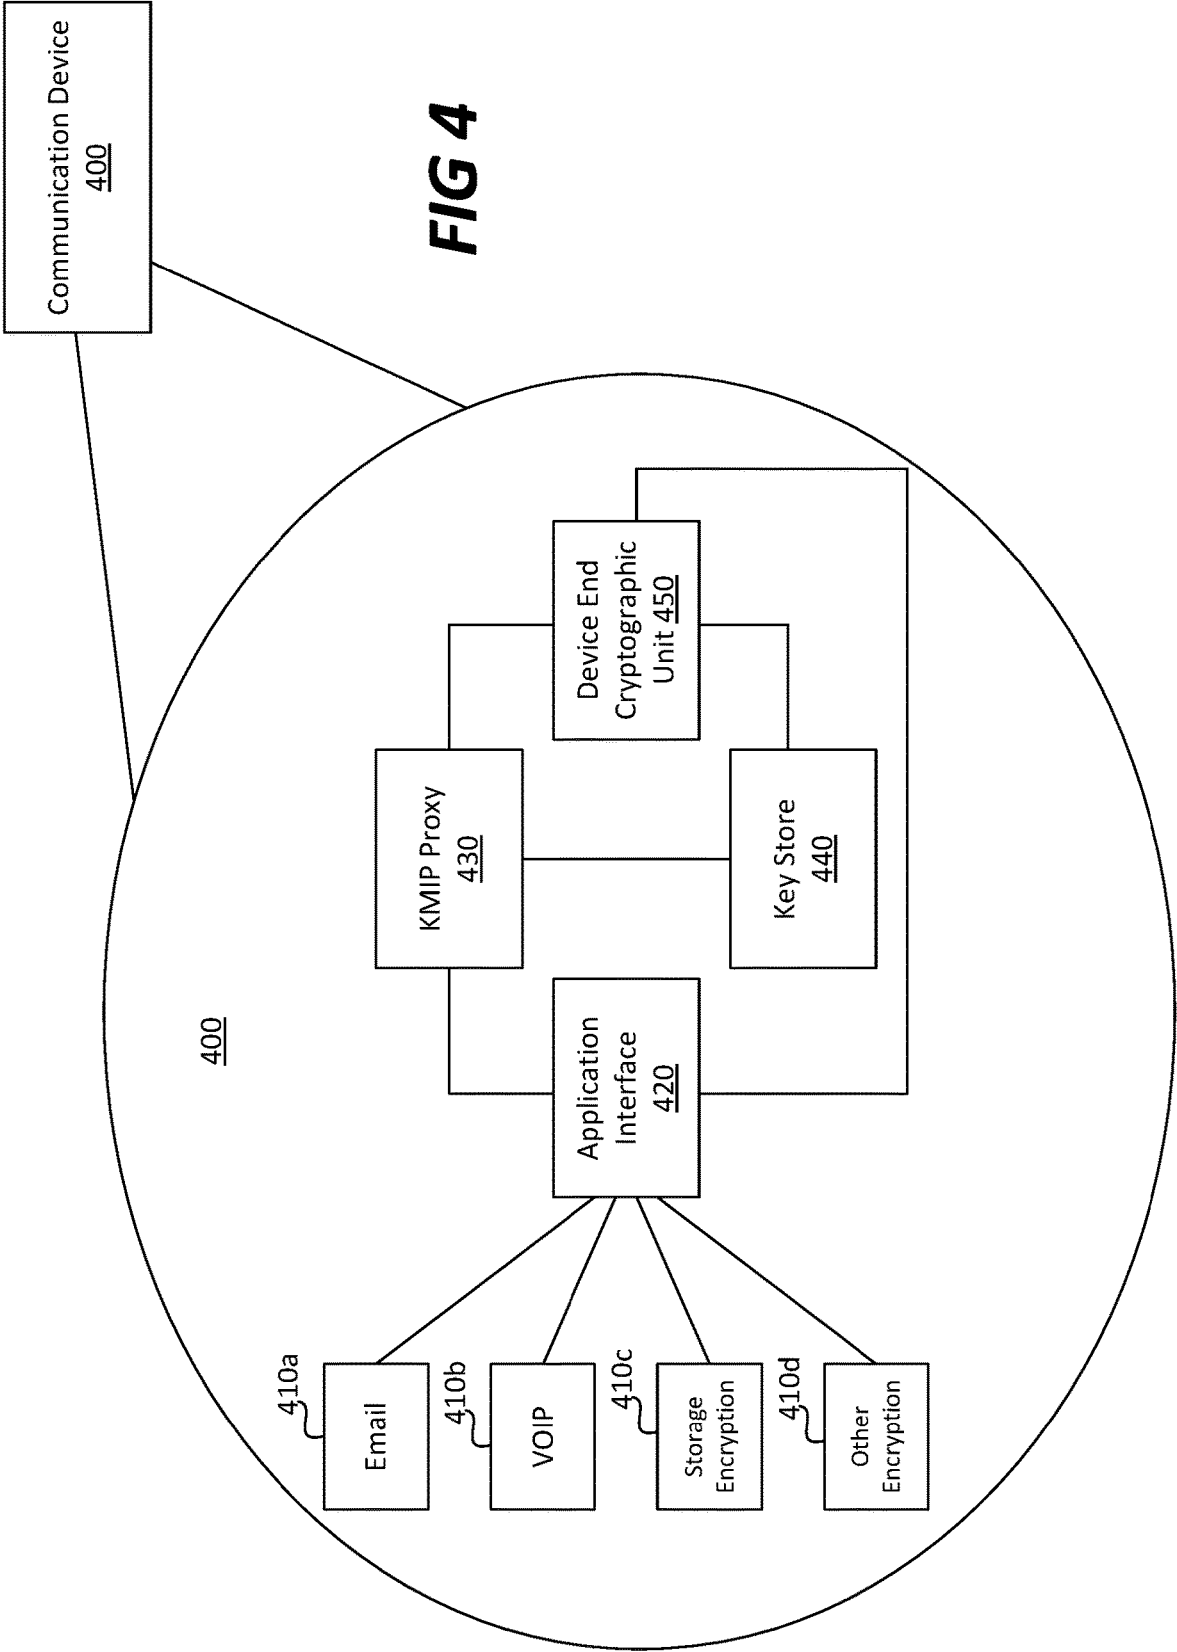 Communication Device
400
400
410a
Email
410b
VOIP
410c
Storage
Encryption
410d
Other
Encryption
Application
Interface
420
KMIP Proxy
430
Key Store
440
Device End
Cryptographic
Unit 450
FIG 4